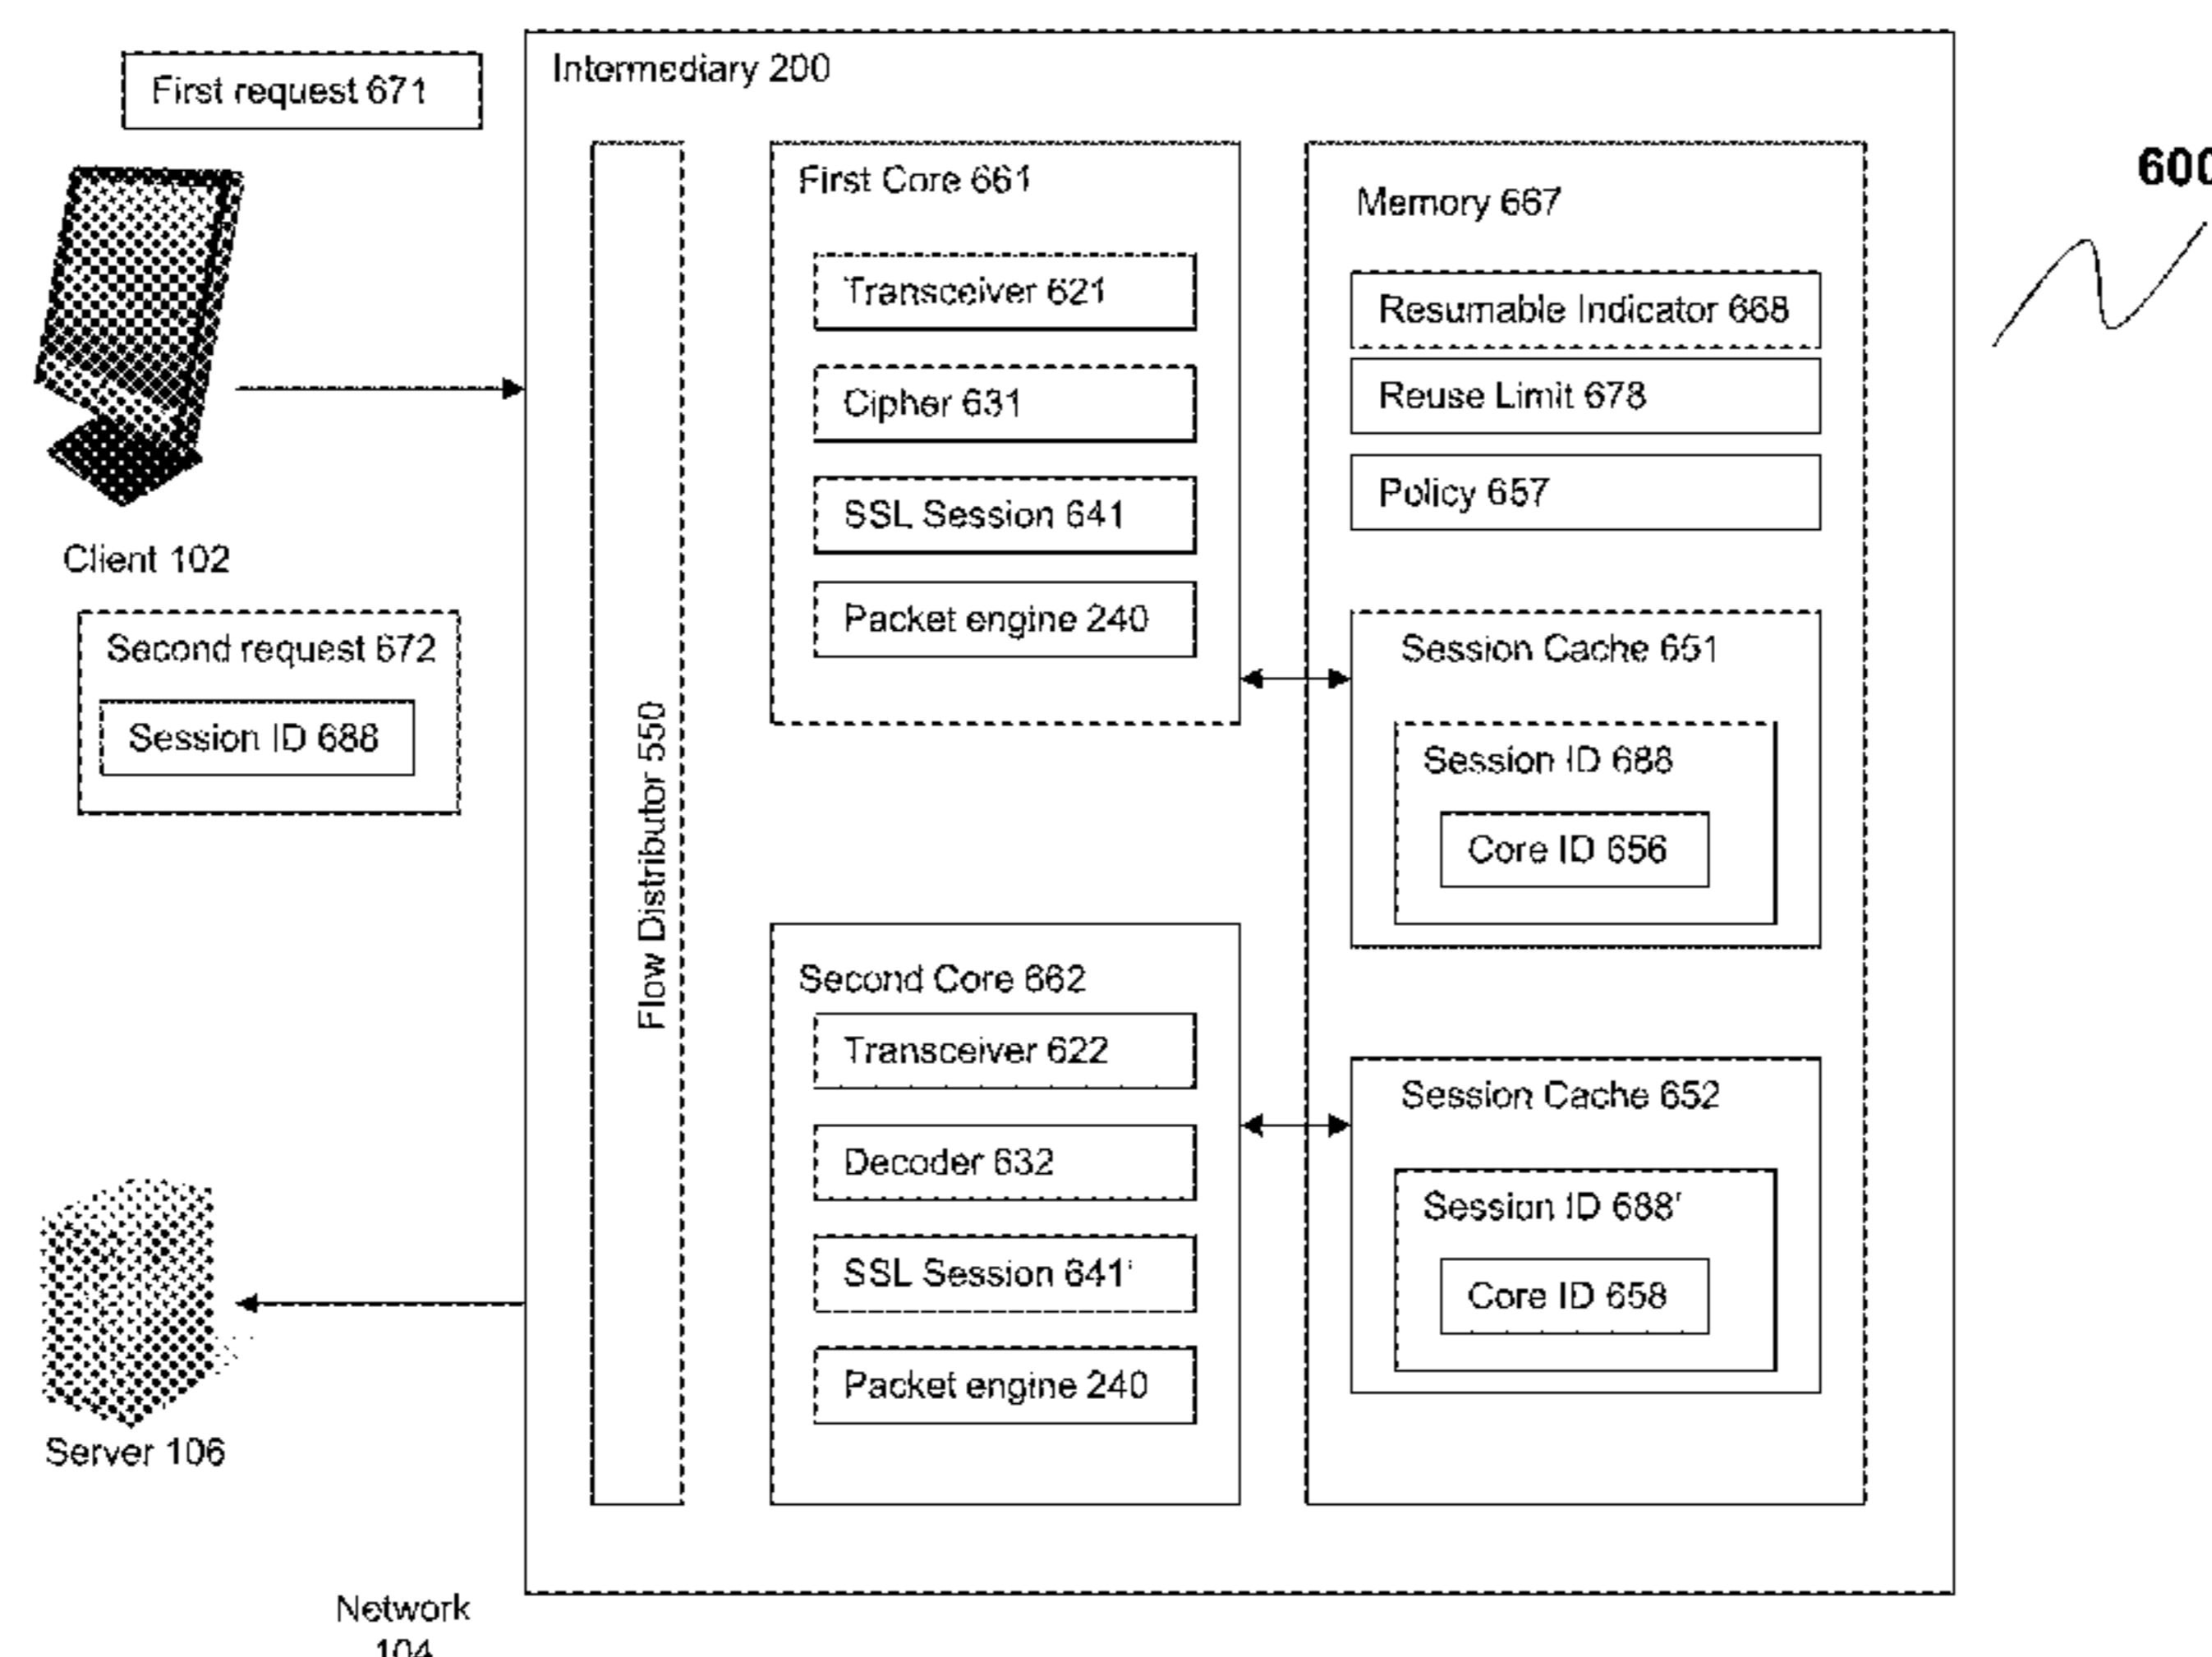 First request 671
Intermediary 200
600
First Core 661
Memory 667
Transceiver 621
Resumable Indicator 668
Cipher 631
Reuse Limit 678
SSL Session 641
Policy 657
Client 102
Packet engine 240
Second request 672
Session Cache 651
Session ID 688
Session ID 688
Core ID 656
Flow Distributor 550
Second Core 662
Transceiver 622
Session Cache 652
Decoder 632
Session ID 688'
SSL Session 641'
Core ID 658
Packet engine 240
Server 106
Network
104